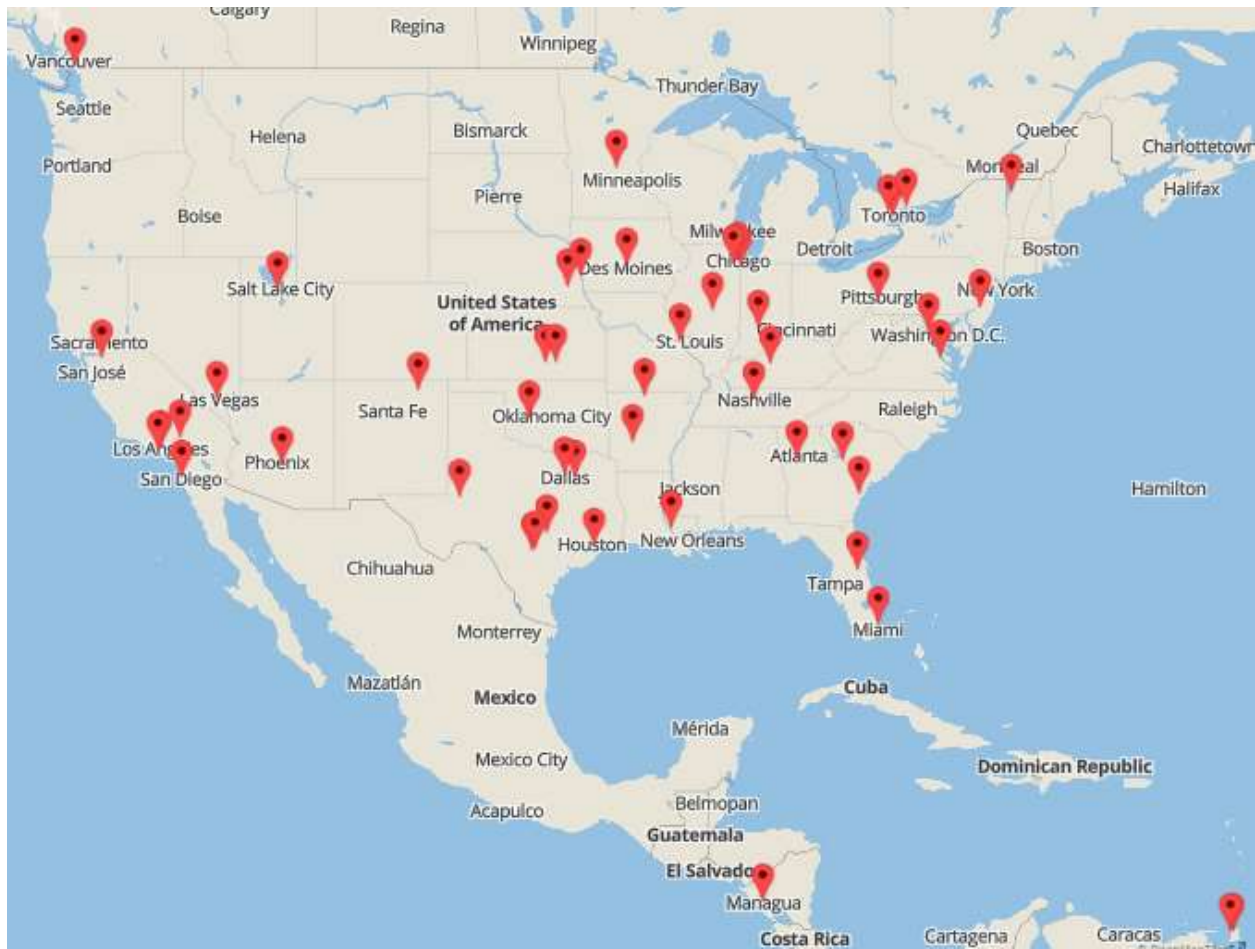 Calgary
Regina
Winnipeg
Vancouver
Thunder Bay
Seattle
Helena
Bismarck
Quebec
Charlottetown
Portland
Minneapolis
Montreal
Halifax
Pierre
Boise
Toronto
Milwaukee
Detroit
Boston
Chicago
Des Moines
Salt Lake City
Pittsburgh
New York
United States
of America
Cincinnati
Washington D.C.
Sacramento
St. Louis
San José
Las Vegas
Santa Fe
Nashville
Oklahoma City
Raleigh
Los Angeles
Phoenix
Atlanta
San Diego
Dallas
Jackson
Hamilton
Houston
New Orleans
Chihuahua
Tampa
Monterrey
Miami
Mazatlán
Cuba
Mexico
Mérida
Mexico City
Dominican Republic
Belmopan
Acapulco
Guatemala
El Salvador
Managua
Costa Rica
Cartagena
Caracas